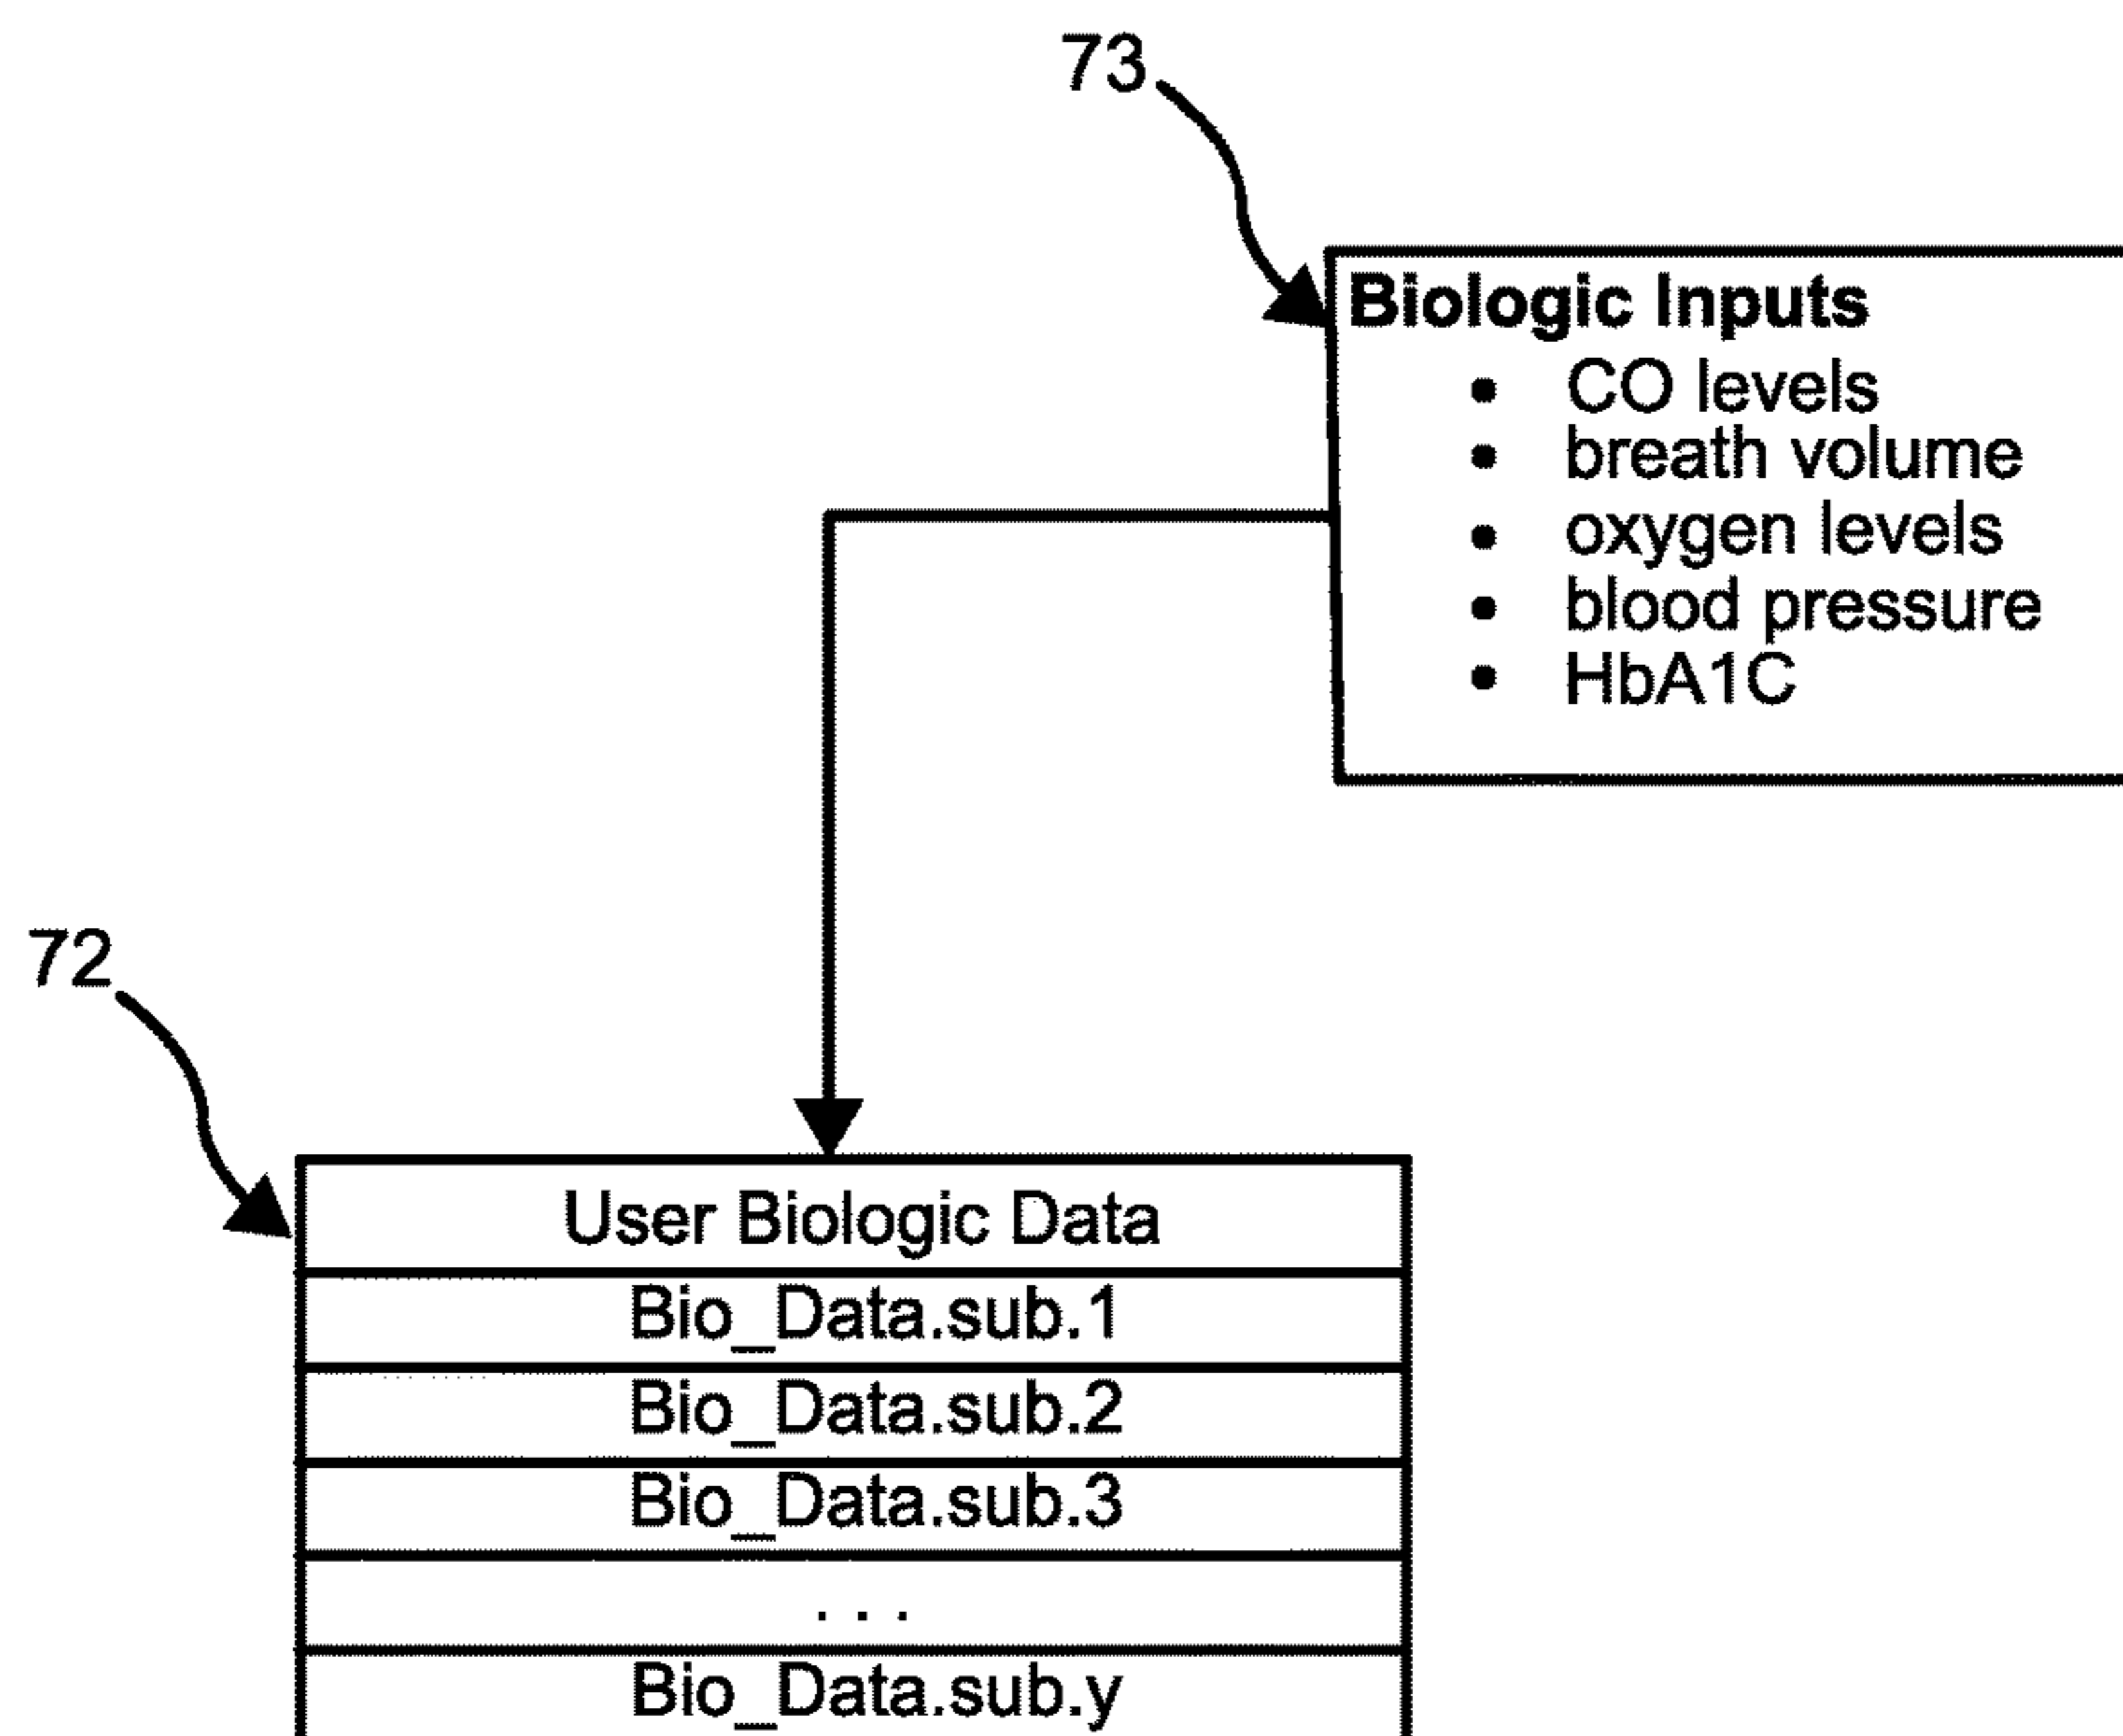 73
Biologic Inputs
• CO levels
• breath volume
• oxygen levels
• blood pressure
• HbA1C
72
User Biologic Data
Bio_Data.sub.1
Bio_Data.sub.2
Bio_Data.sub.3
. . .
Bio_Data.sub.y